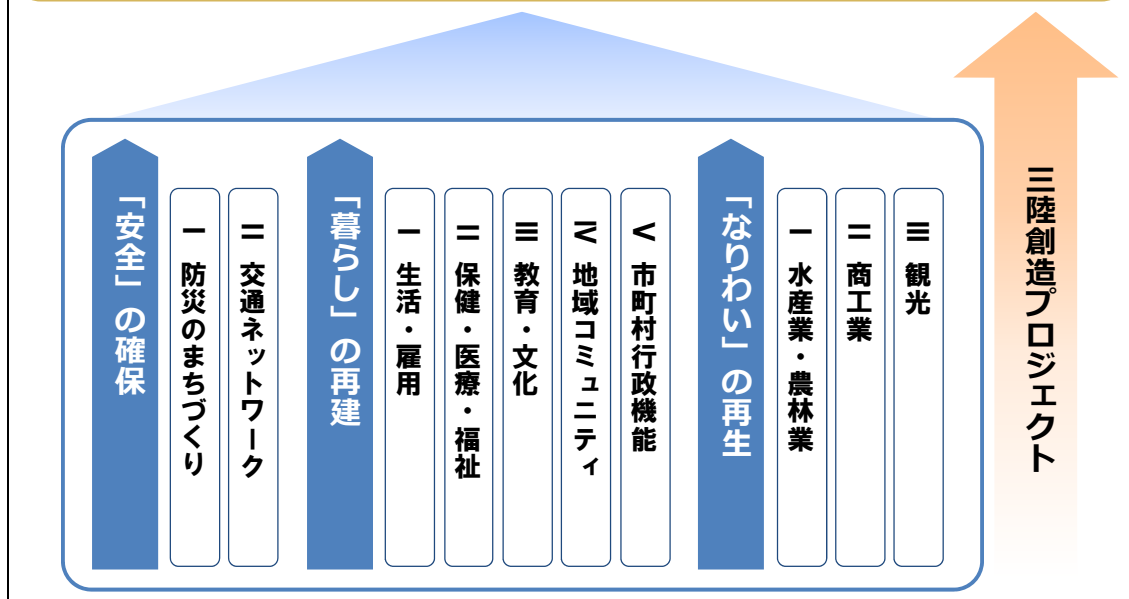 「安全」の確保
Ⅰ 防災のまちづくり
Ⅱ 交通ネットワーク
「暮らし」の再建
Ⅰ 生活・雇用
Ⅱ 保健・医療・福祉
Ⅲ 教育・文化
Ⅳ 地域コミュニティ
Ⅴ 市町村行政機能
「なりわい」の再生
Ⅰ 水産業・農林業
Ⅱ 商工業
Ⅲ 観光
三陸創造プロジェクト